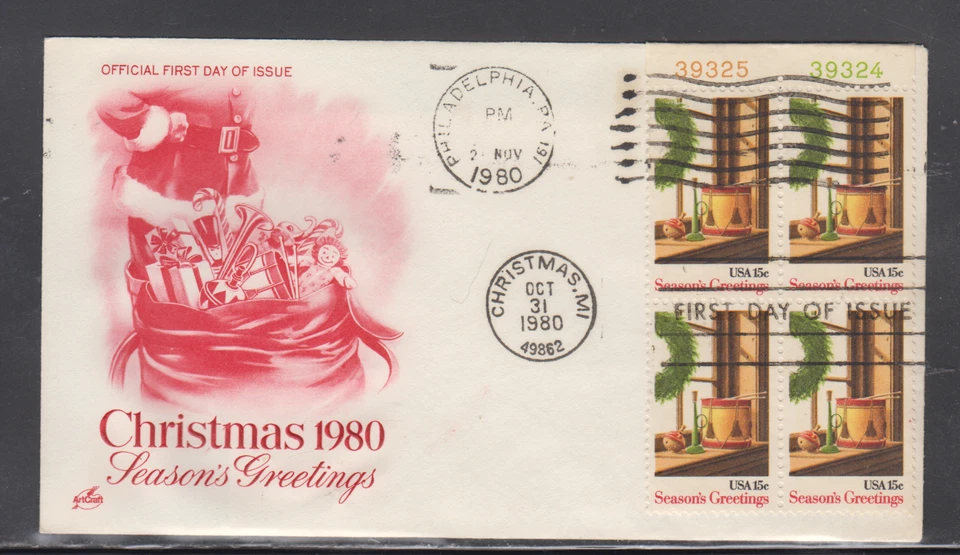 OFFICIAL FIRST DAY OF ISSUE
Christmas 1980
Season's Greetings
ArtCraft
PHILADELPHIA, PA 191
PM
2 NOV
1980
CHRISTMAS, MI
OCT
31
1980
49862
39325 39324
USA 15c USA 15c
Season's Greetings Season's Greetings
FIRST DAY OF ISSUE
USA 15c USA 15c
Season's Greetings Season's Greetings